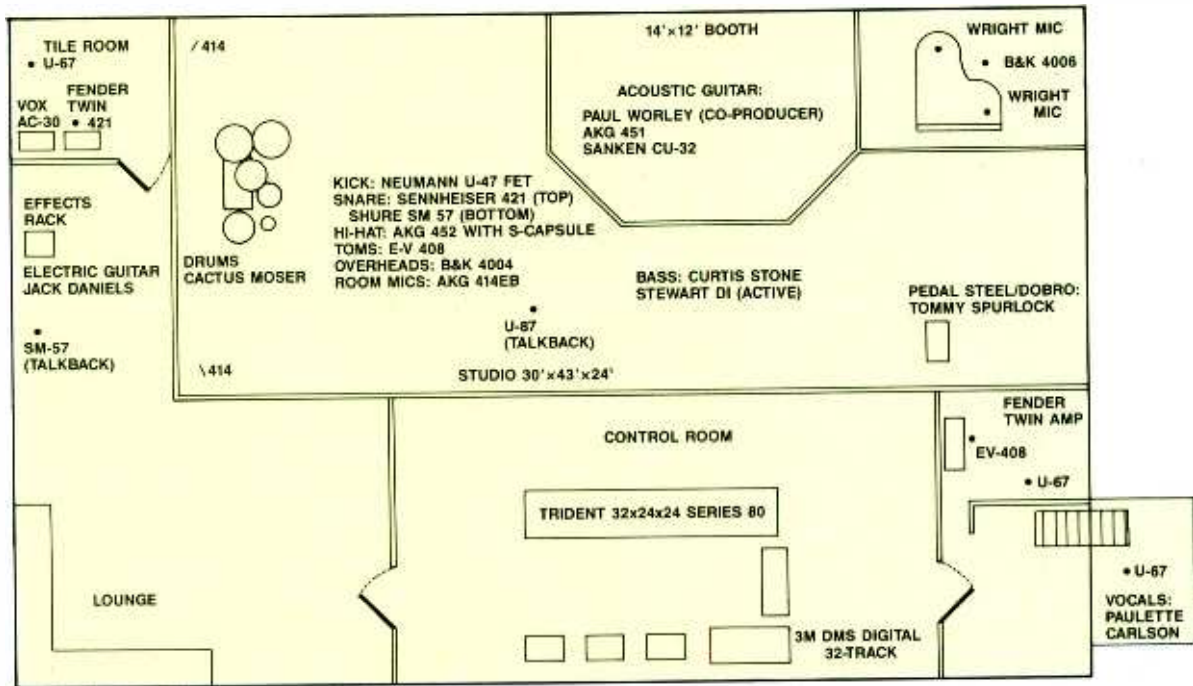 TILE ROOM
U-67
VOX
AC-30
FENDER
TWIN
421
EFFECTS
RACK
ELECTRIC GUITAR
JACK DANIELS
SM-57
(TALKBACK)
LOUNGE
414
DRUMS
CACTUS MOSER
KICK: NEUMANN U-47 FET
SNARE: SENNHEISER 421 (TOP)
SHURE SM 57 (BOTTOM)
HI-HAT: AKG 452 WITH S-CAPSULE
TOMS: E-V 408
OVERHEADS: B&K 4004
ROOM MICS: AKG 414EB
U-87
(TALKBACK)
414
STUDIO 30'×43'×24'
14'×12' BOOTH
ACOUSTIC GUITAR:
PAUL WORLEY (CO-PRODUCER)
AKG 451
SANKEN CU-32
BASS: CURTIS STONE
STEWART DI (ACTIVE)
WRIGHT MIC
B&K 4006
WRIGHT
MIC
PEDAL STEEL/DOBRO:
TOMMY SPURLOCK
CONTROL ROOM
TRIDENT 32x24x24 SERIES 80
3M DMS DIGITAL
32-TRACK
FENDER
TWIN AMP
EV-408
U-67
U-67
VOCALS:
PAULETTE
CARLSON